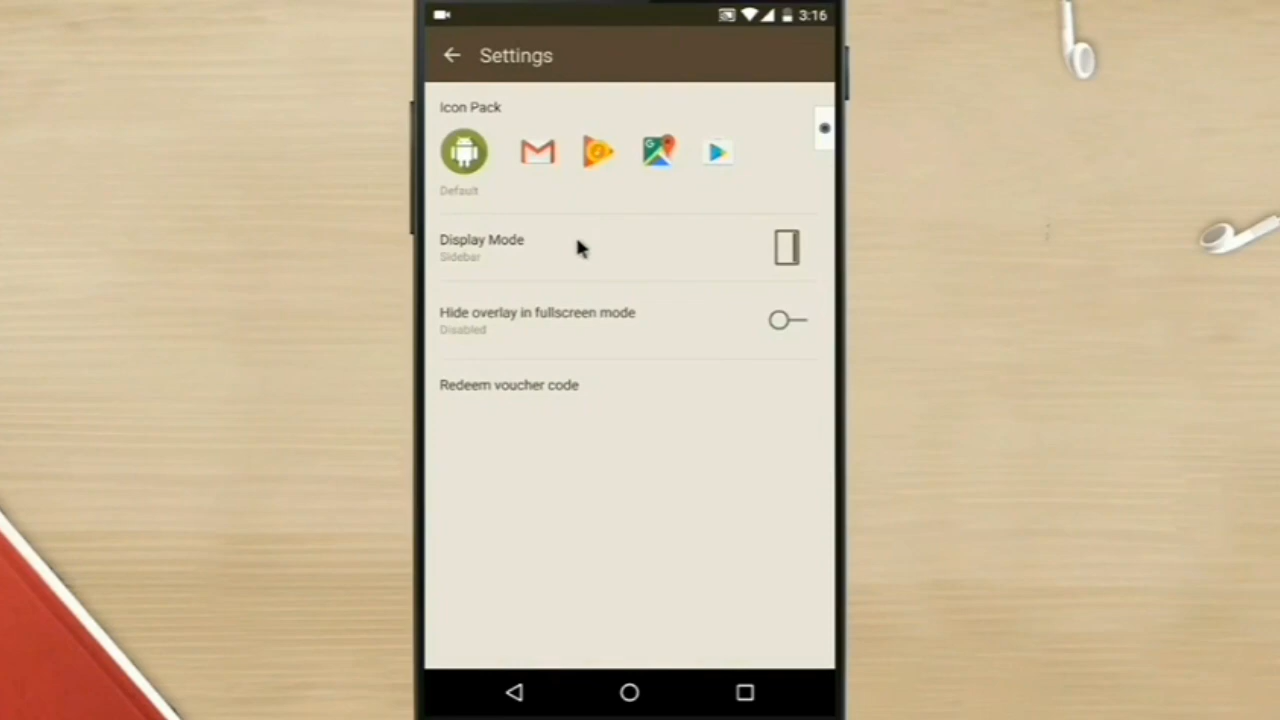 3:16
Settings
Icon Pack
Default
Display Mode
Sidebar
Hide overlay in fullscreen mode
Disabled
Redeem voucher code